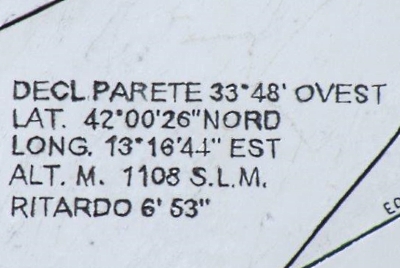 DECL.PARETE 33°48' OVEST
LAT. 42°00'26" NORD
LONG. 13°16'44" EST
ALT. M. 1108 S.L.M.
RITARDO 6' 53"